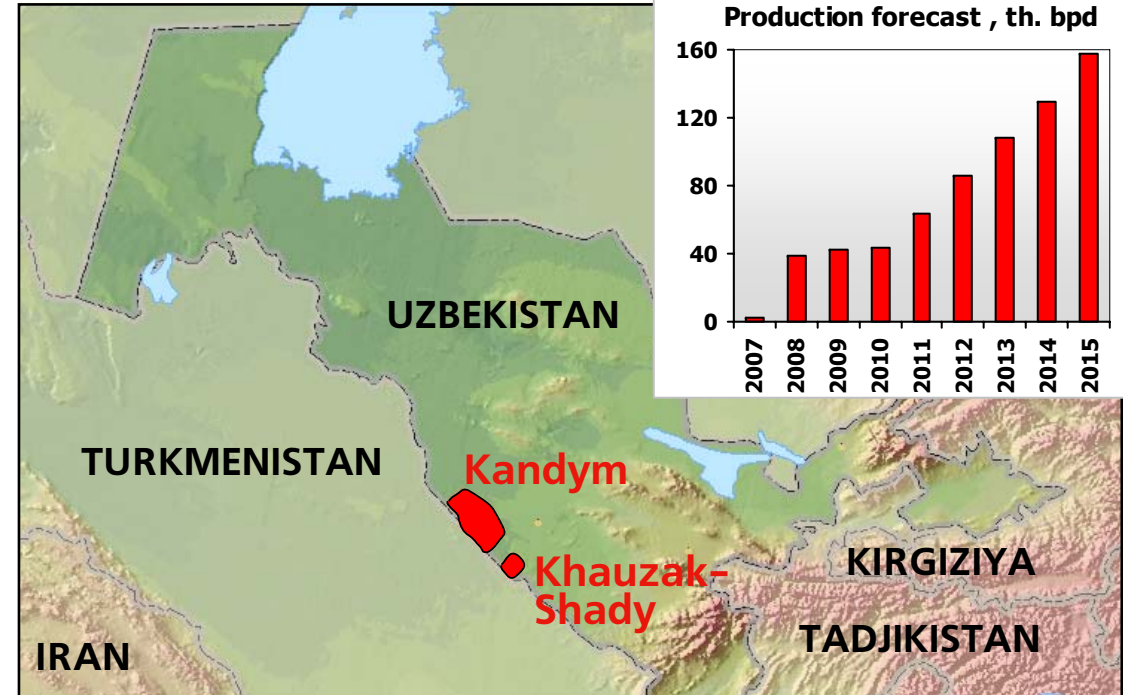 Production forecast , th. bpd
160
120
80
40
0
2007
2008
2009
2010
2011
2012
2013
2014
2015
UZBEKISTAN
TURKMENISTAN
Kandym
Khauzak–
Shady
KIRGIZIYA
TADJIKISTAN
IRAN